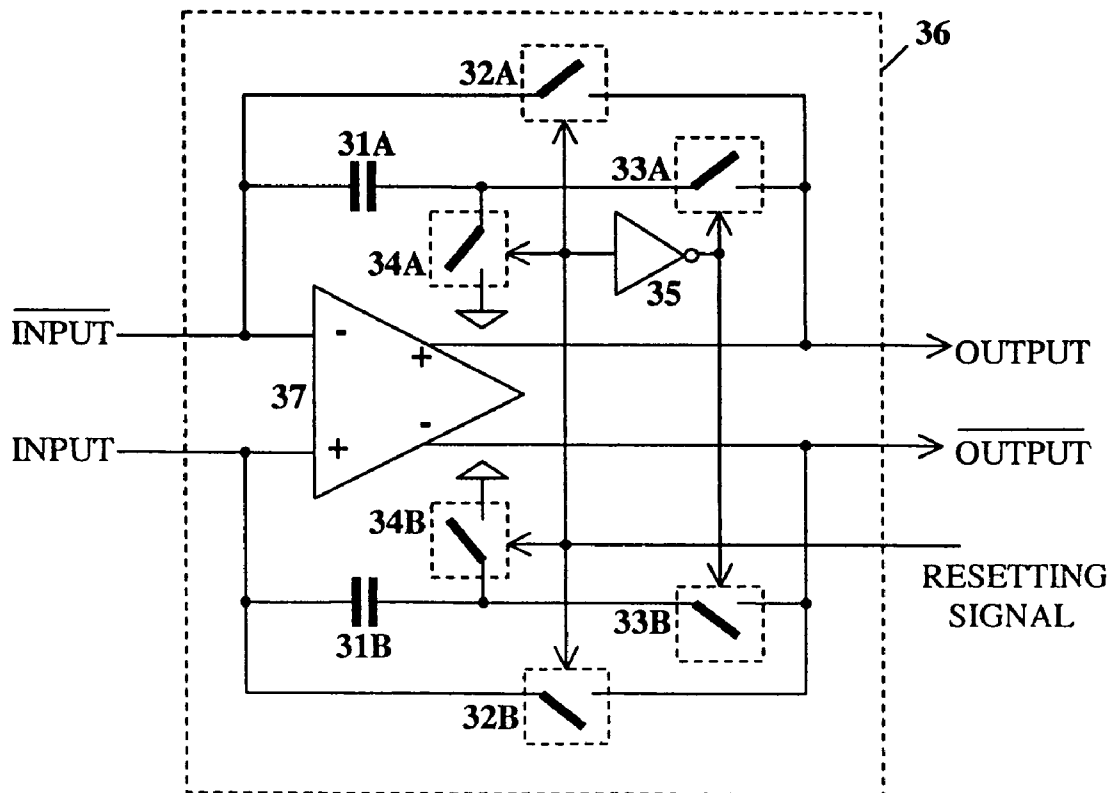 36
32A
31A
33A
34A
35
INPUT
-
+
OUTPUT
37
-
INPUT
+
OUTPUT
34B
RESETTING
SIGNAL
33B
31B
32B